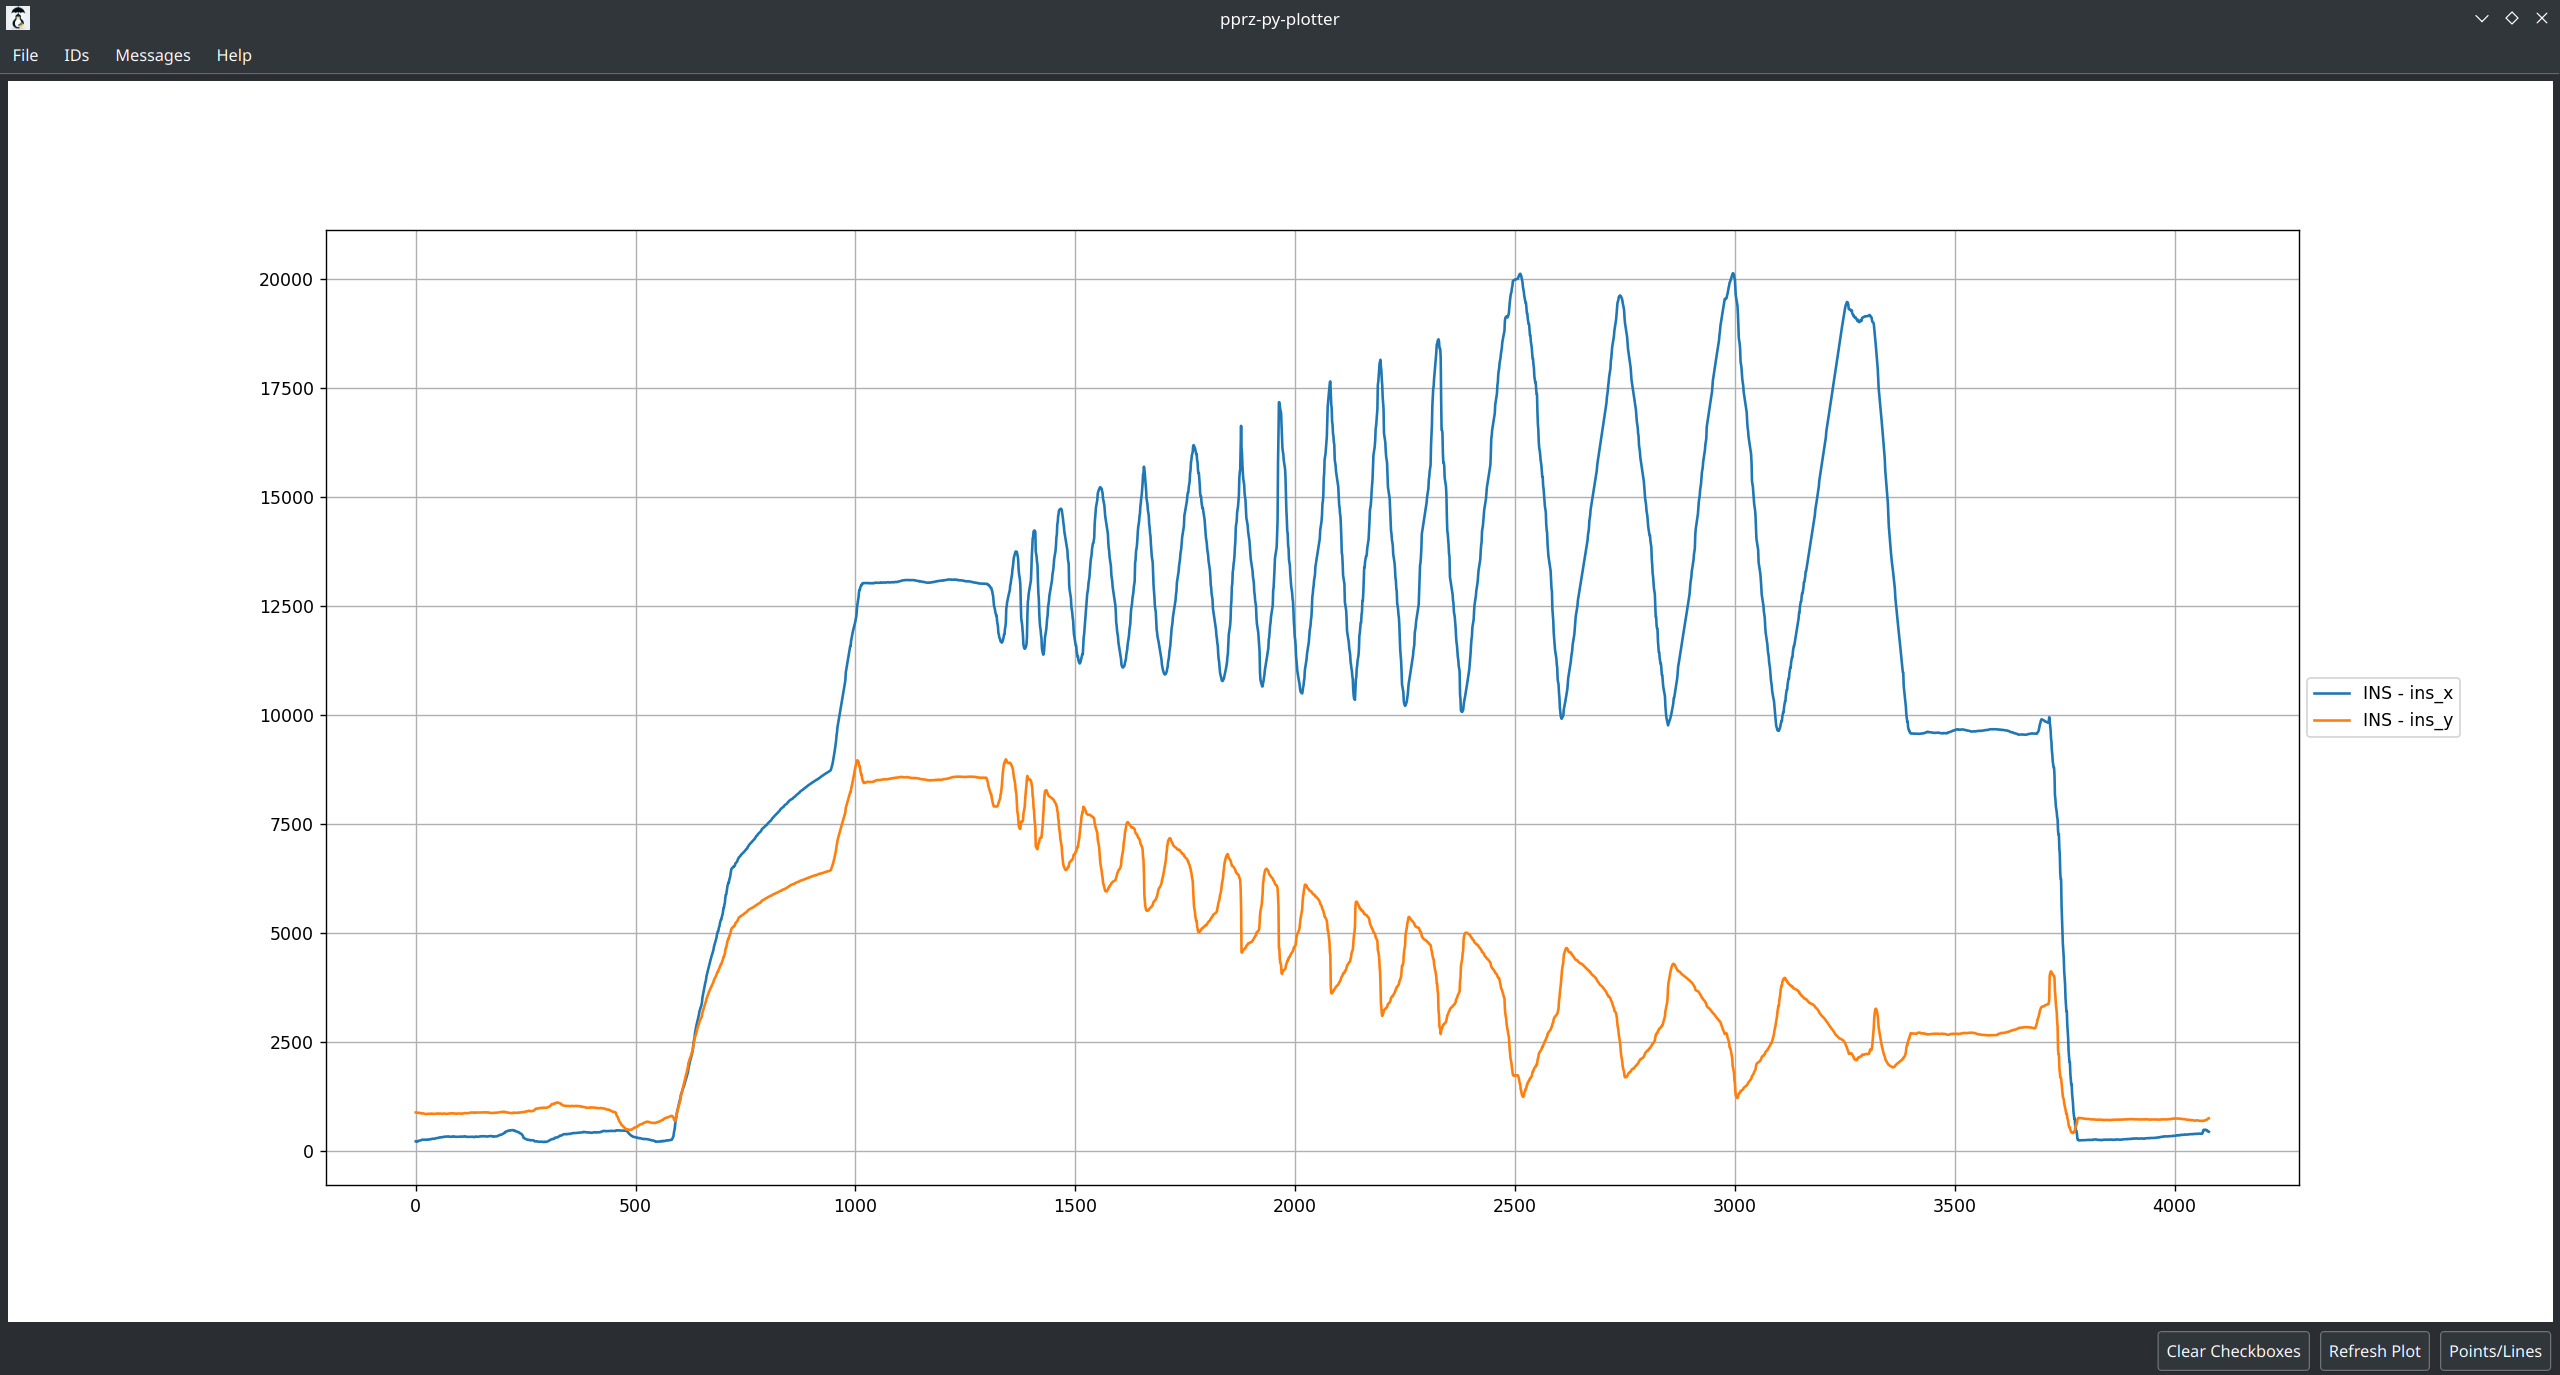 pprz-py-plotter
File IDs Messages Help
20000
17500
15000
12500
10000
7500
5000
2500
0
0 500 1000 1500 2000 2500 3000 3500 4000
INS - ins_x
INS - ins_y
Clear Checkboxes Refresh Plot Points/Lines